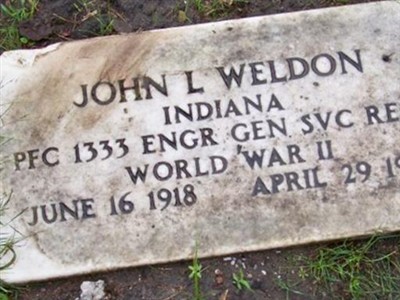 JOHN L WELDON
INDIANA
PFC 1333 ENGR GEN SVC RE
WORLD WAR II
JUNE 16 1918 APRIL 29 19